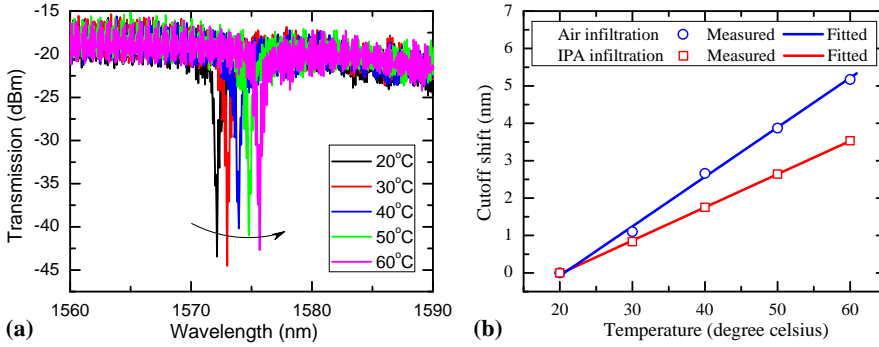 -15
-20
-25
-30
-35
-40
-45
Transmission (dBm)
20°C
30°C
40°C
50°C
60°C
1560
1570
1580
1590
Wavelength (nm)
(a)
7
6
5
4
3
2
1
0
Cutoff shift (nm)
Air infiltration Measured Fitted
IPA infiltration Measured Fitted
20
30
40
50
60
Temperature (degree celsius)
(b)